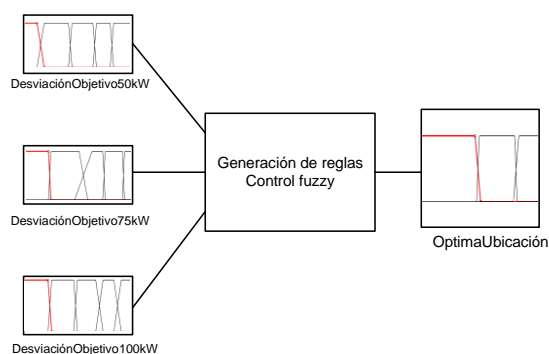 DesviaciónObjetivo50kW
DesviaciónObjetivo75kW
DesviaciónObjetivo100kW
Generación de reglas
Control fuzzy
OptimaUbicación